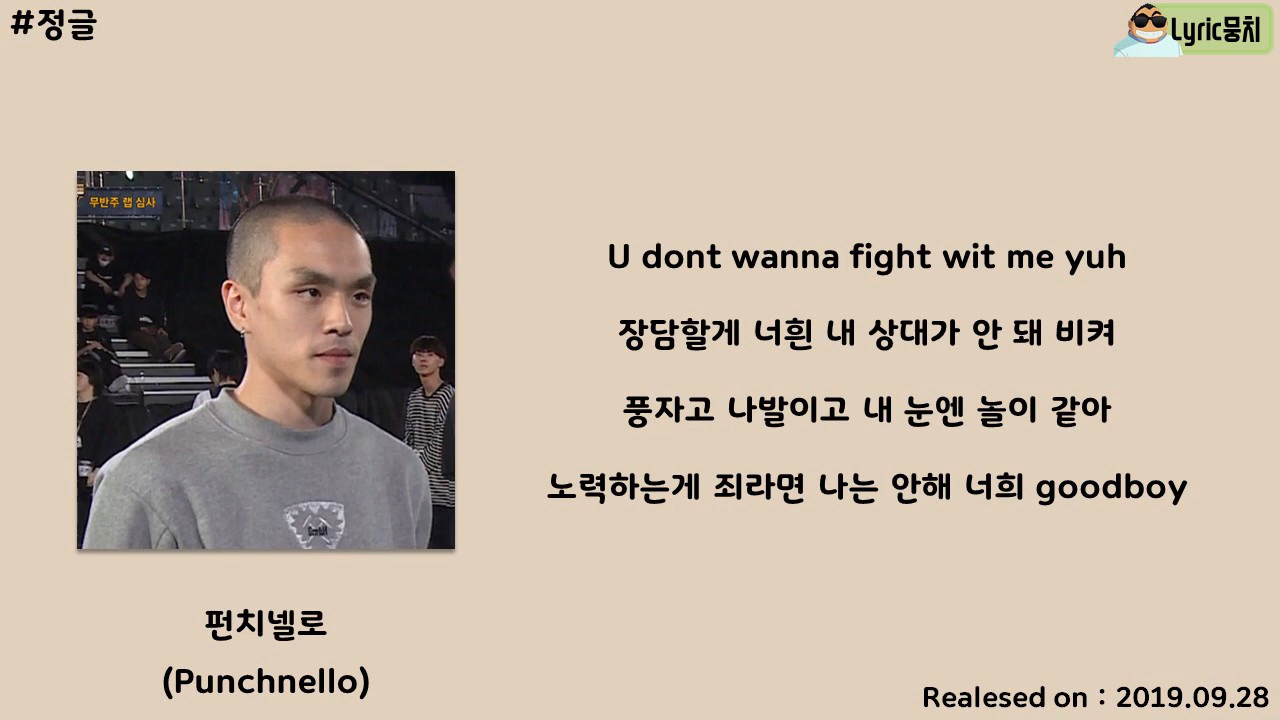 #정글
Lyric뭉치
무반주 랩 심사
U dont wanna fight wit me yuh
장담할게 너흰 내 상대가 안 돼 비켜
풍자고 나발이고 내 눈엔 놀이 같아
노력하는게 죄라면 나는 안해 너희 goodboy
펀치넬로
(Punchnello)
Realesed on : 2019.09.28